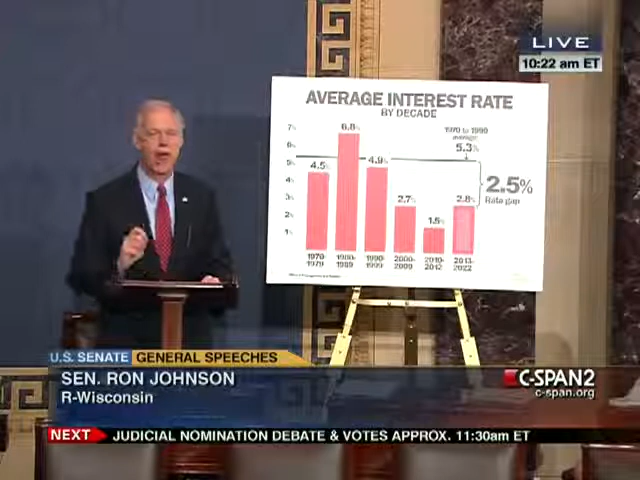 LIVE
10:22 am ET
AVERAGE INTEREST RATE
BY DECADE
7%
6%
5%
4%
3%
2%
1%
4.5%
6.8%
4.9%
2.7%
1.5%
2.8%
1970 to 1999
average:
5.3%
2.5%
Rate gap
1970-
1979
1980-
1989
1990-
1999
2000-
2009
2010-
2012
2013-
2022
U.S. SENATE
GENERAL SPEECHES
SEN. RON JOHNSON
R-Wisconsin
C-SPAN2
c-span.org
NEXT
JUDICIAL NOMINATION DEBATE & VOTES APPROX. 11:30am ET